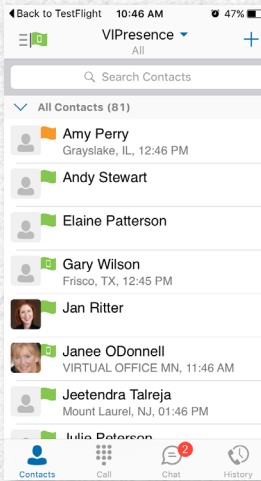 Back to TestFlight 10:46 AM 47%
VIPresence
All
Search Contacts
All Contacts (81)
Amy Perry
Grayslake, IL, 12:46 PM
Andy Stewart
Elaine Patterson
Gary Wilson
Frisco, TX, 12:45 PM
Jan Ritter
Janee ODonnell
VIRTUAL OFFICE MN, 11:46 AM
Jeetendra Talreja
Mount Laurel, NJ, 01:46 PM
Julie Peterson
2
Contacts Call Chat History